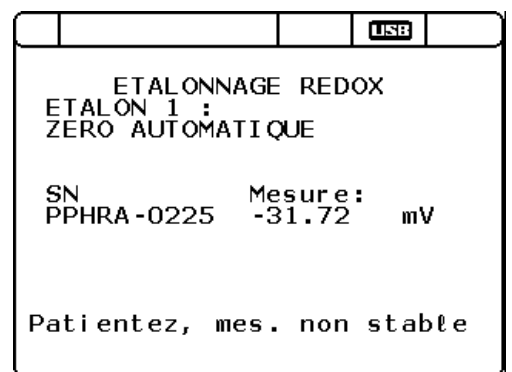 USB
ETALONNAGE REDOX
ETALON 1 :
ZERO AUTOMATIQUE
SN Mesure:
PPHRA-0225 -31.72 mV
Patientez, mes. non stable